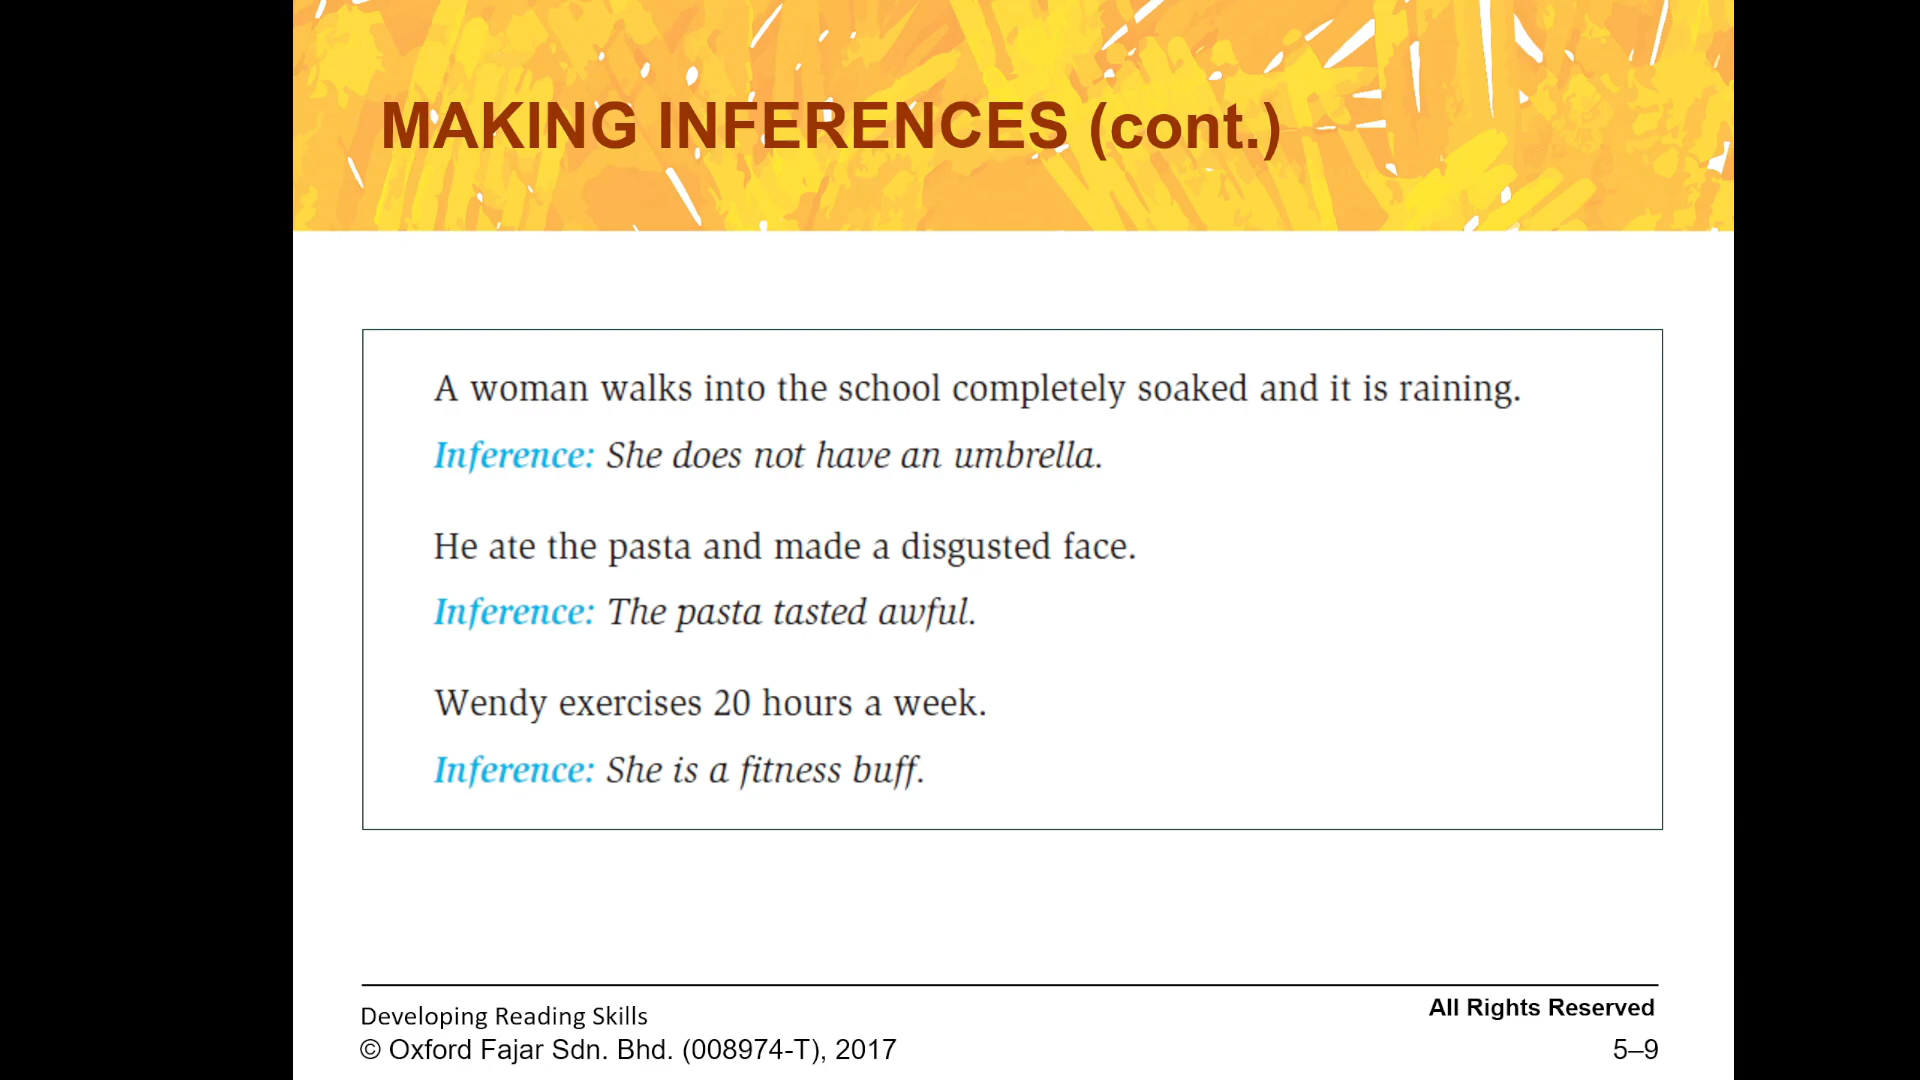 MAKING INFERENCES (cont.)
A woman walks into the school completely soaked and it is raining.
Inference: She does not have an umbrella.
He ate the pasta and made a disgusted face.
Inference: The pasta tasted awful.
Wendy exercises 20 hours a week.
Inference: She is a fitness buff.
Developing Reading Skills
All Rights Reserved
© Oxford Fajar Sdn. Bhd. (008974-T), 2017
5–9